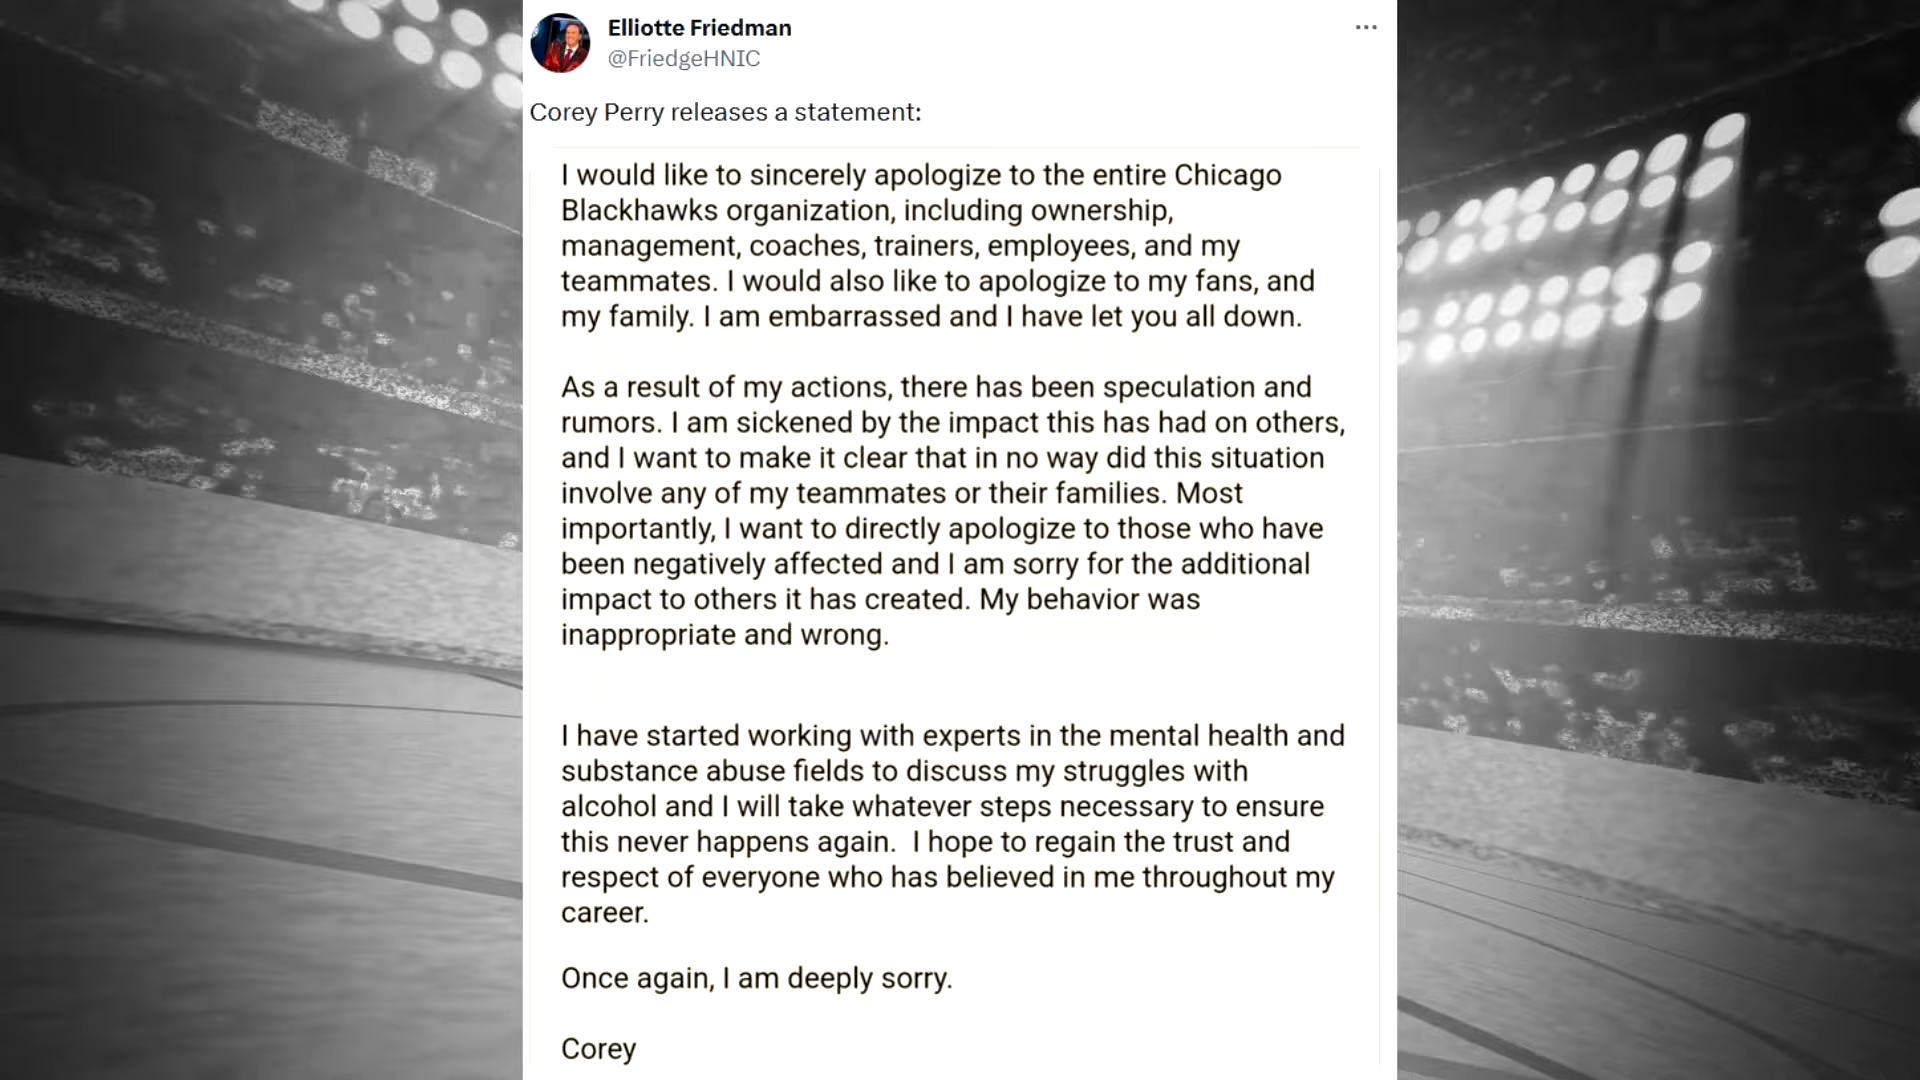 Elliotte Friedman
@FriedgeHNIC
Corey Perry releases a statement:
I would like to sincerely apologize to the entire Chicago
Blackhawks organization, including ownership,
management, coaches, trainers, employees, and my
teammates. I would also like to apologize to my fans, and
my family. I am embarrassed and I have let you all down.
As a result of my actions, there has been speculation and
rumors. I am sickened by the impact this has had on others,
and I want to make it clear that in no way did this situation
involve any of my teammates or their families. Most
importantly, I want to directly apologize to those who have
been negatively affected and I am sorry for the additional
impact to others it has created. My behavior was
inappropriate and wrong.
I have started working with experts in the mental health and
substance abuse fields to discuss my struggles with
alcohol and I will take whatever steps necessary to ensure
this never happens again.  I hope to regain the trust and
respect of everyone who has believed in me throughout my
career.
Once again, I am deeply sorry.
Corey